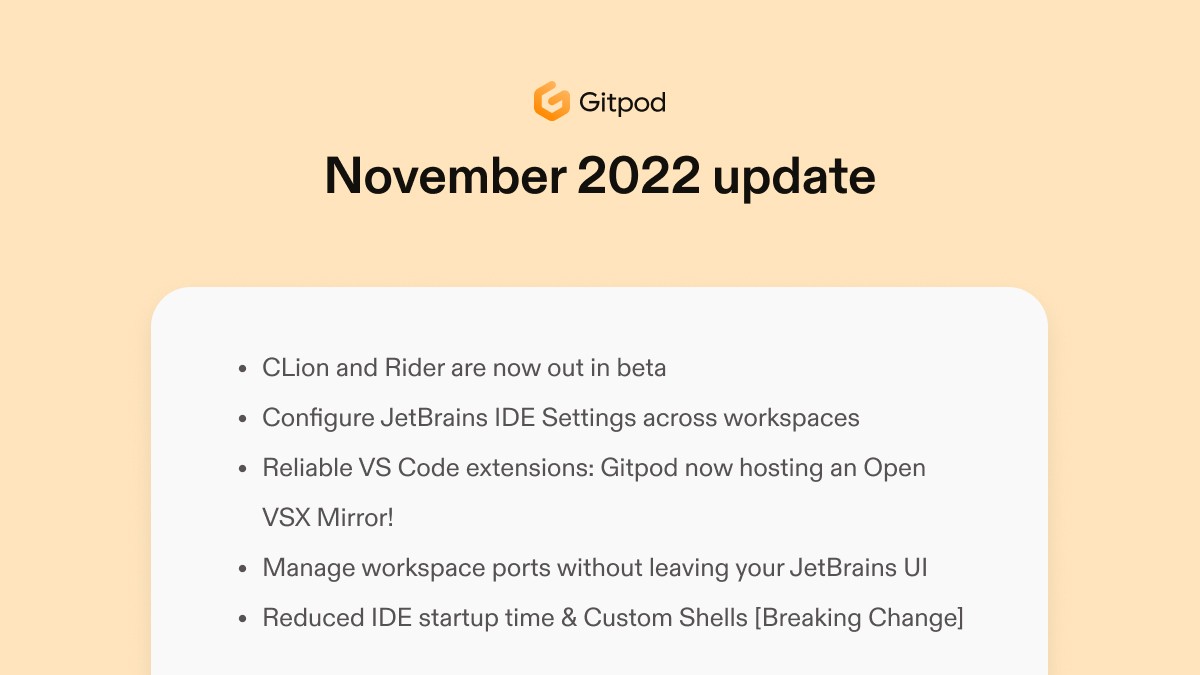 Gitpod
November 2022 update
• CLion and Rider are now out in beta
• Configure JetBrains IDE Settings across workspaces
• Reliable VS Code extensions: Gitpod now hosting an Open
VSX Mirror!
• Manage workspace ports without leaving your JetBrains UI
• Reduced IDE startup time & Custom Shells [Breaking Change]